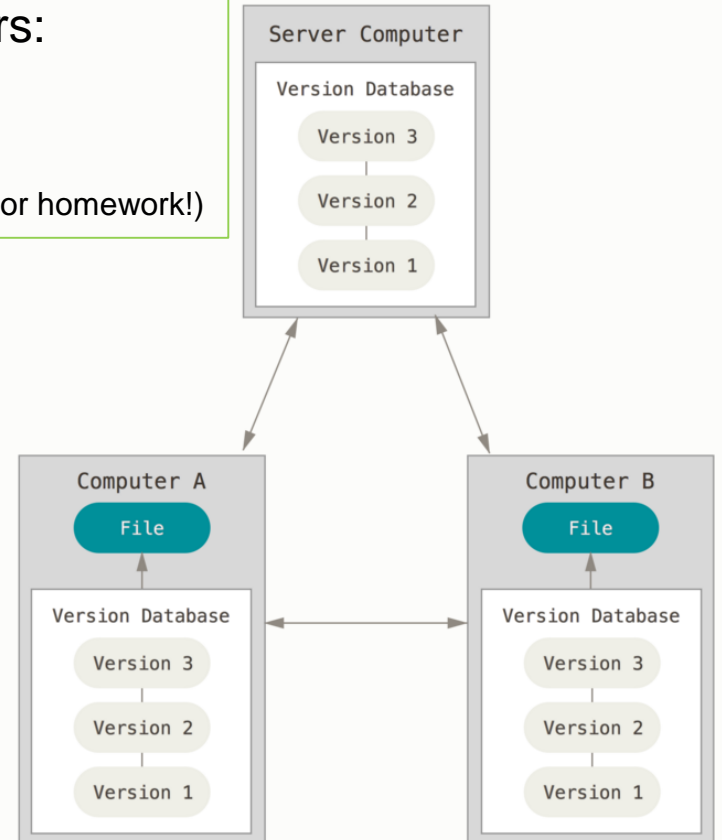 rs:
or homework!)
Server Computer
Version Database
Version 3
Version 2
Version 1
Computer A
File
Version Database
Version 3
Version 2
Version 1
Computer B
File
Version Database
Version 3
Version 2
Version 1